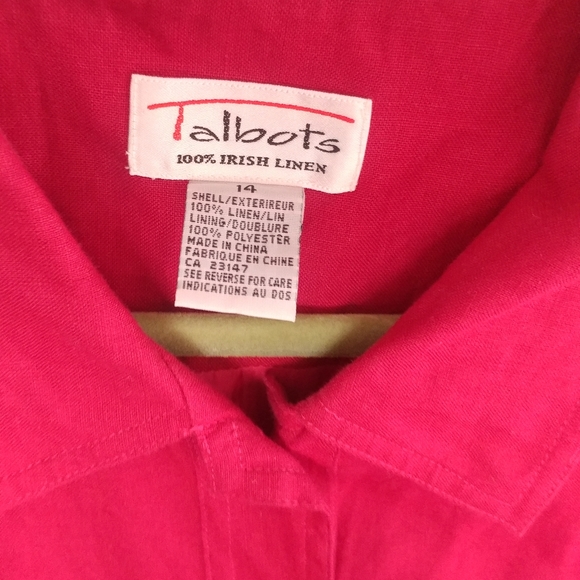 Talbots
100% IRISH LINEN
14
SHELL/EXTERIREUR
100% LINEN/LIN
LINING/DOUBLURE
100% POLYESTER
MADE IN CHINA
FABRIQUE EN CHINE
CA 23147
SEE REVERSE FOR CARE
INDICATIONS AU DOS